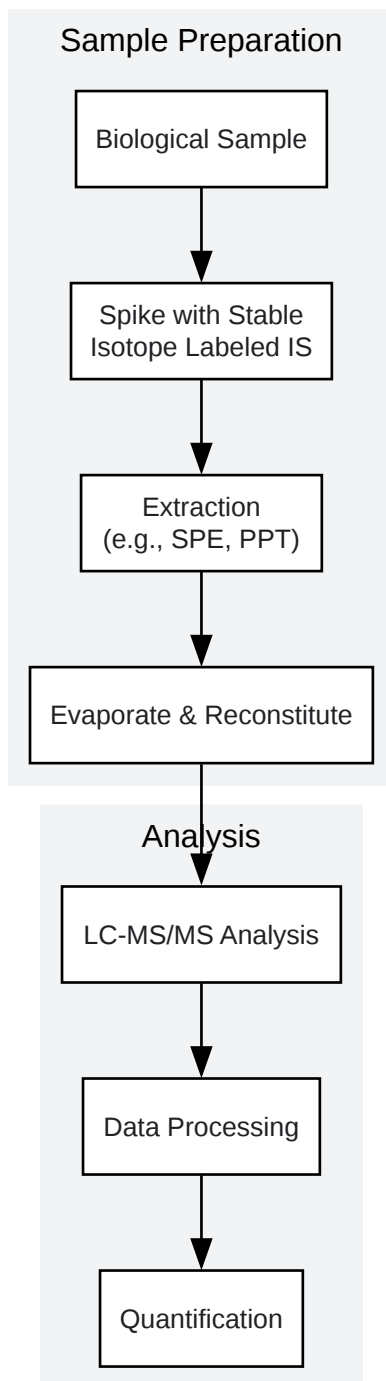 Sample Preparation
Biological Sample
Spike with Stable
Isotope Labeled IS
Extraction
(e.g., SPE, PPT)
Evaporate & Reconstitute
Analysis
LC-MS/MS Analysis
Data Processing
Quantification